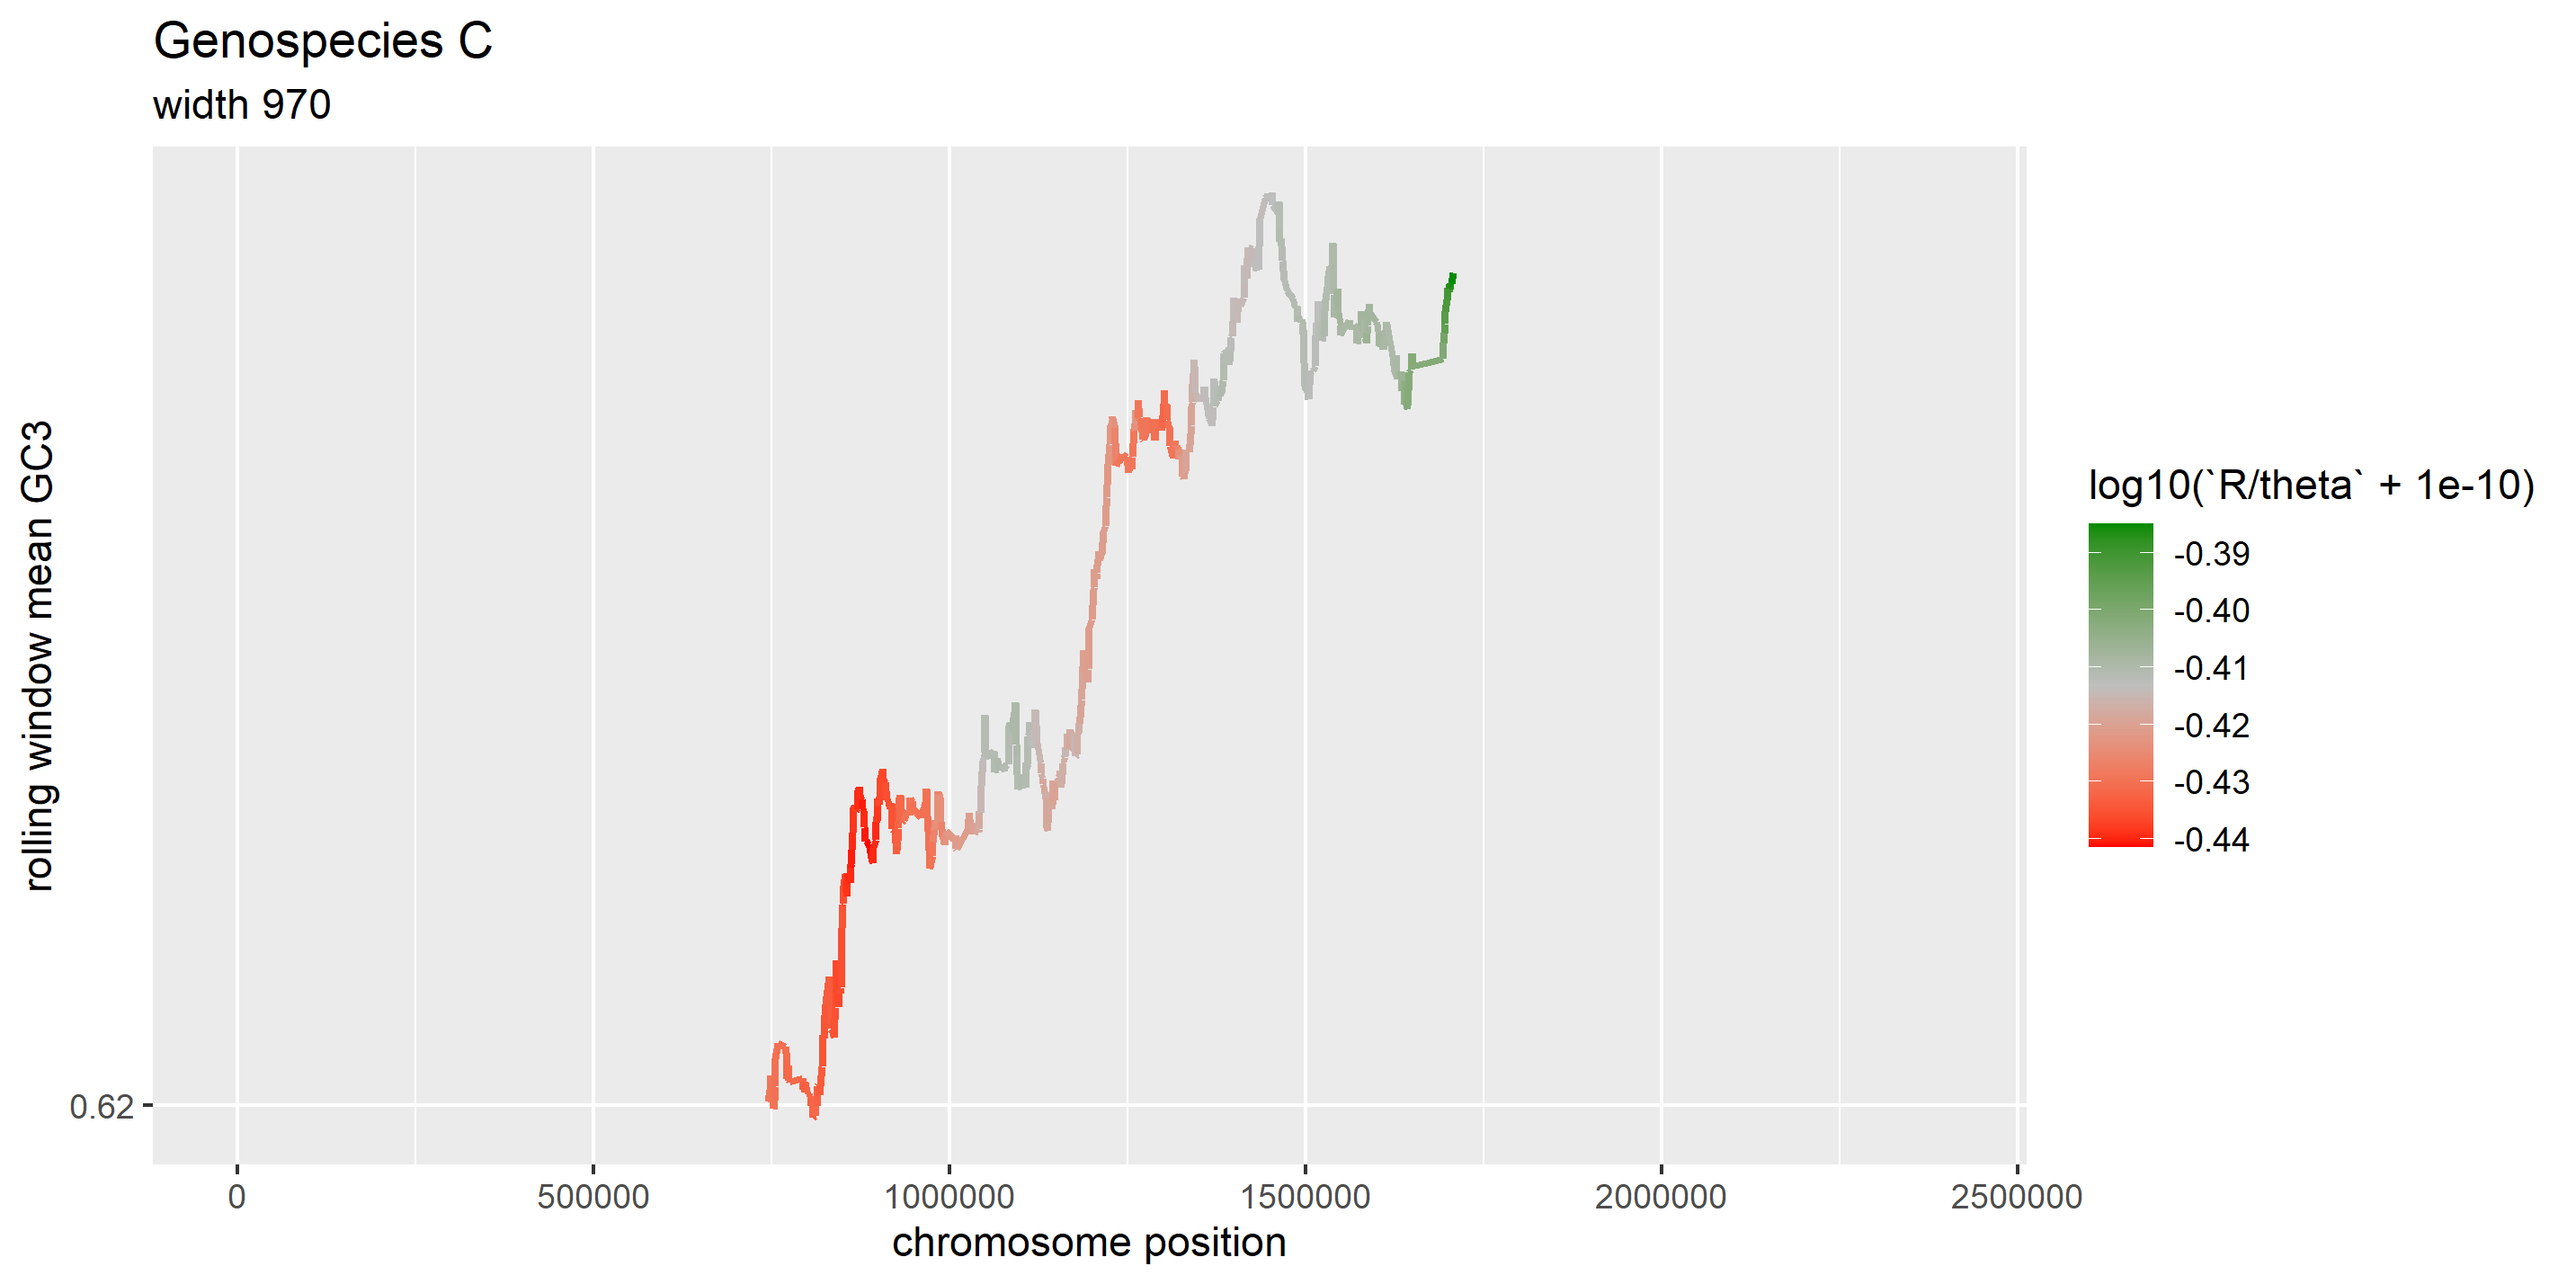 Genospecies C
width 970
rolling window mean GC3
0.62
0
500000
1000000
1500000
2000000
2500000
chromosome position
log10(`R/theta` + 1e-10)
-0.39
-0.40
-0.41
-0.42
-0.43
-0.44